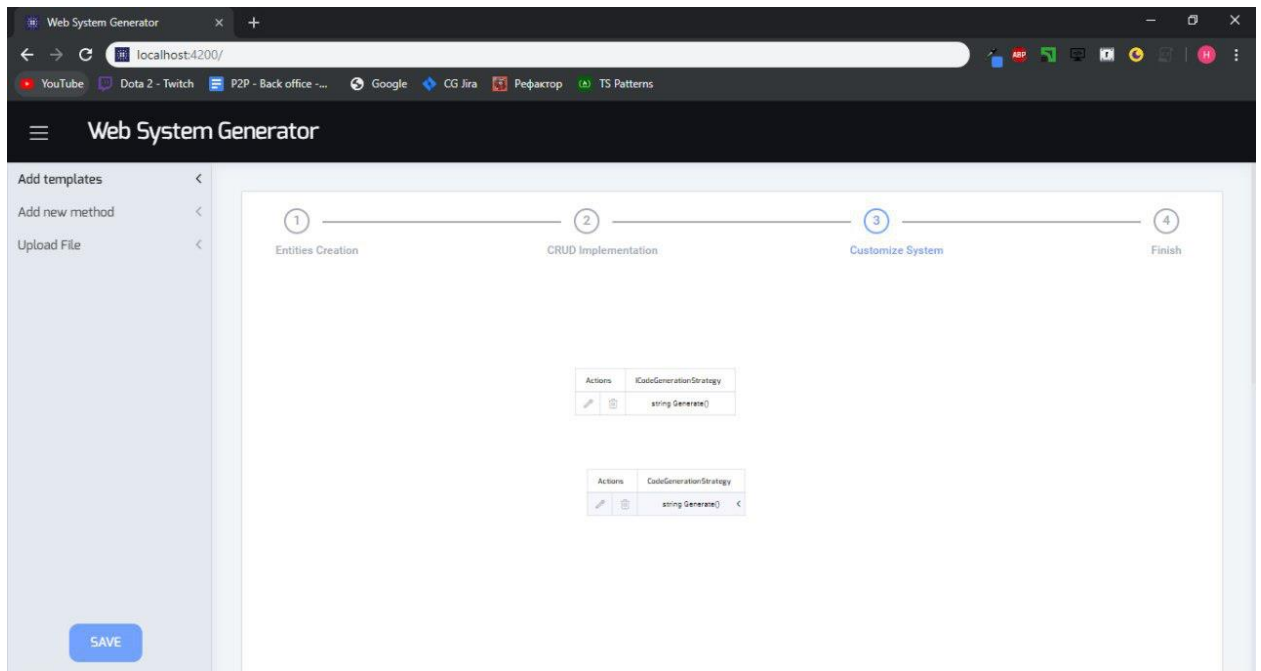 Web System Generator
localhost:4200/
ABP
H
YouTube Dota 2 - Twitch P2P - Back office -... Google CG Jira Рефактор TS Patterns
Web System Generator
Add templates
Add new method
Upload File
1 2 3 4
Entities Creation CRUD Implementation Customize System Finish
Actions ICodeGenerationStrategy
string Generate()
Actions CodeGenerationStrategy
string Generate()
SAVE